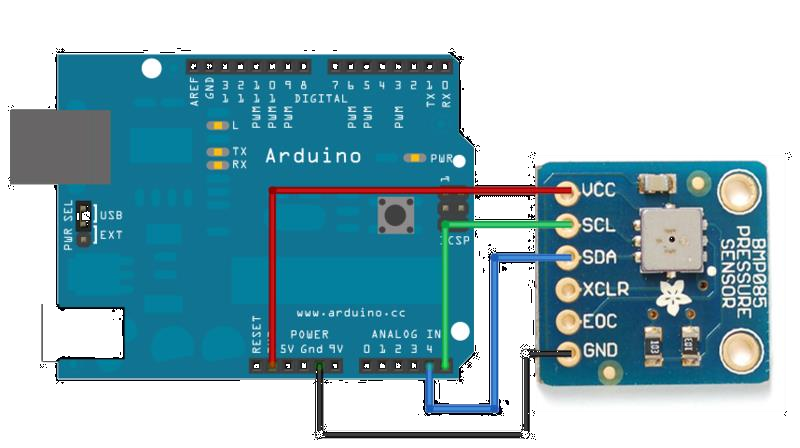 AREF
GND
13
12
11
10
9
8
7
6
5
4
3
2
1
0
PWM
PWM
PWM
PWM
PWM
PWM
TX
RX
DIGITAL
L
TX
RX
Arduino
PWR
1
ICSP
PWR SEL
USB
EXT
www.arduino.cc
RESET
POWER
5V Gnd 9V
ANALOG IN
0 1 2 3 4
VCC
SCL
SDA
XCLR
EOC
GND
BMP085
PRESSURE
SENSOR
103
103